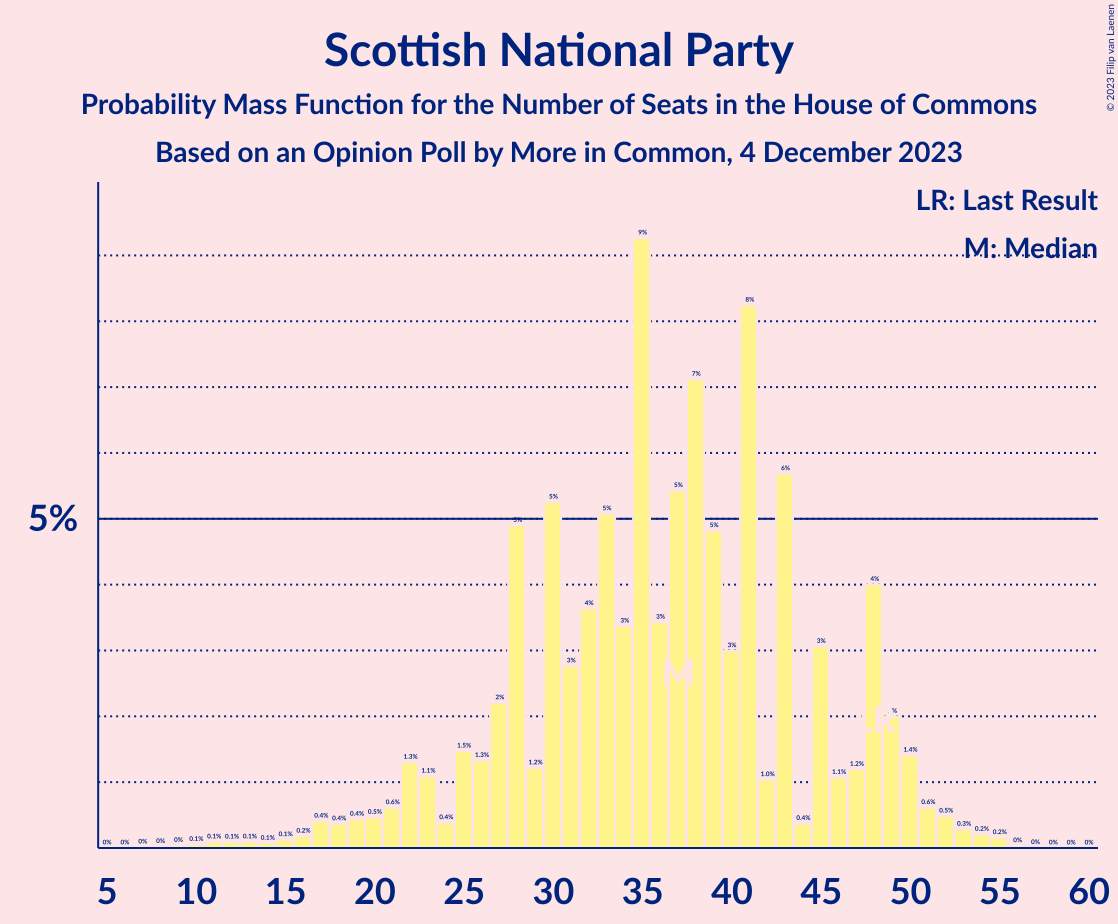 Scottish National Party
Probability Mass Function for the Number of Seats in the House of Commons
Based on an Opinion Poll by More in Common, 4 December 2023
© 2023 Filip van Laenen
LR: Last Result
M: Median
5%
0% 0% 0% 0% 0% 0.1% 0.1% 0.1% 0.1% 0.1% 0.1% 0.2% 0.4% 0.4% 0.4% 0.5% 0.6% 1.3% 1.1% 0.4% 1.5% 1.3% 2% 5% 1.2% 5% 3% 4% 5% 3% 9% 3% 5% 7% 5% 3% 8% 1.0% 6% 0.4% 3% 1.1% 1.2% 4% % 1.4% 0.6% 0.5% 0.3% 0.2% 0.2% 0% 0% 0% 0% 0%
M
LR
5 10 15 20 25 30 35 40 45 50 55 60